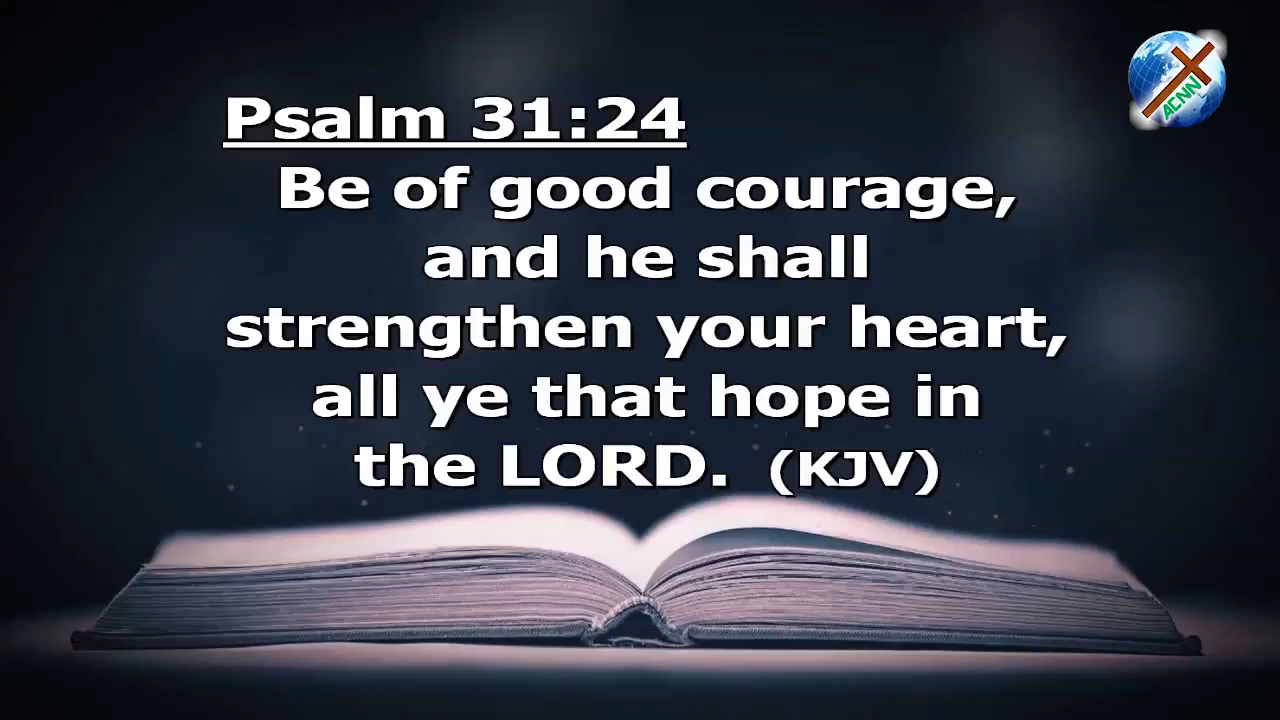 Psalm 31:24
Be of good courage,
and he shall
strengthen your heart,
all ye that hope in
the LORD. (KJV)
ACNN